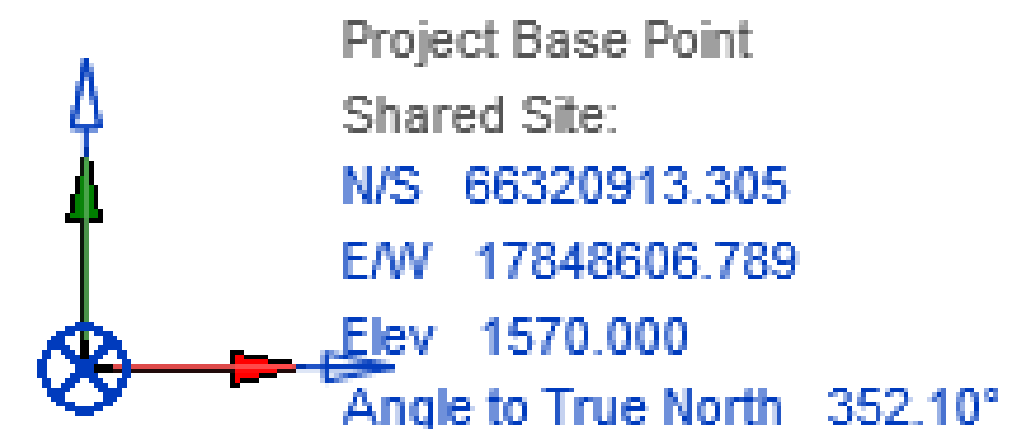 Project Base Point
Shared Site:
N/S 66320913.305
E/W 17848606.789
Elev 1570.000
Angle to True North 352.10°